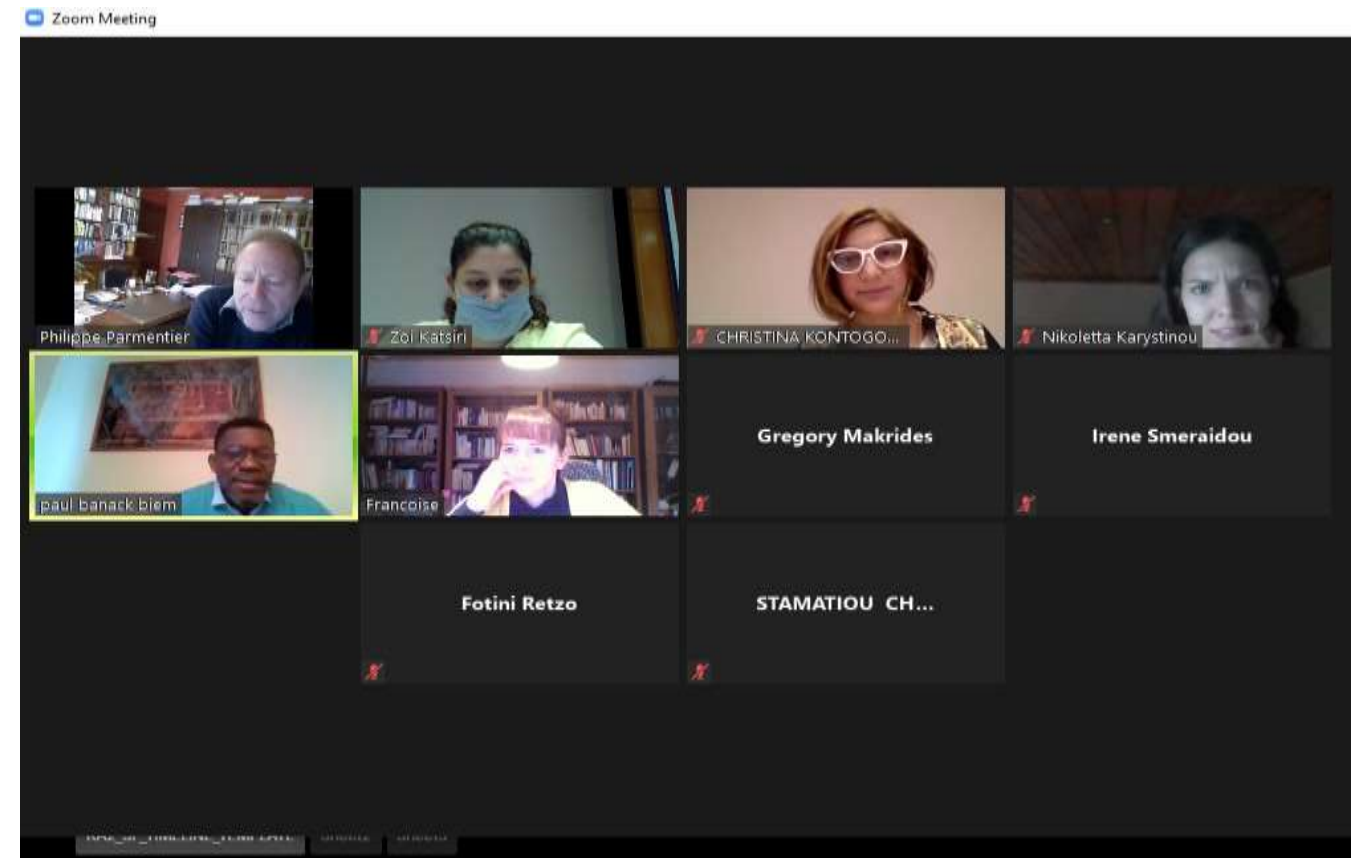 Zoom Meeting
Philippe Parmentier
Zoi Katsiri
CHRISTINA KONTOGO...
Nikoletta Karystinou
paul banack biem
Francoise
Gregory Makrides
Irene Smeraidou
Fotini Retzo
STAMATIOU CH...